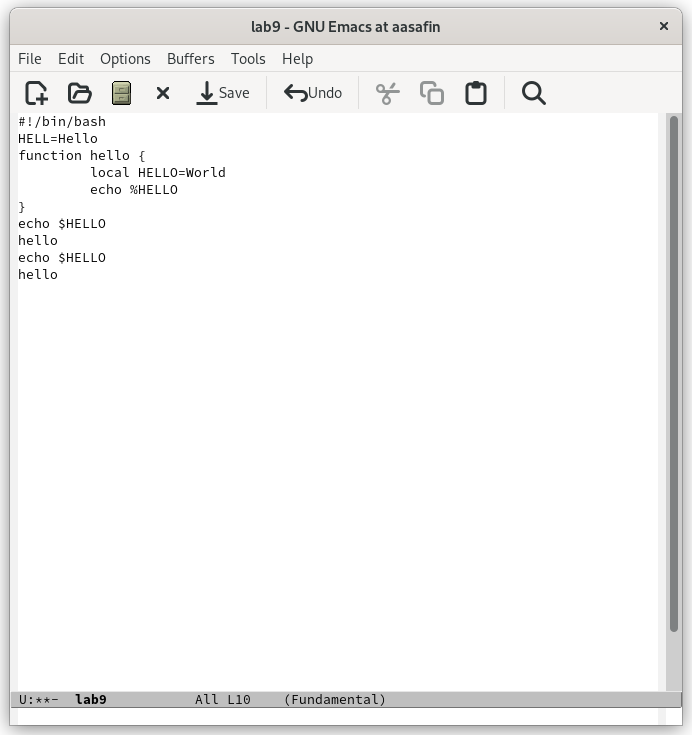 lab9 - GNU Emacs at aasafin
File Edit Options Buffers Tools Help
Save Undo
#!/bin/bash
HELL=Hello
function hello {
         local HELLO=World
         echo %HELLO
}
echo $HELLO
hello
echo $HELLO
hello
U:**-  lab9           All L10    (Fundamental)